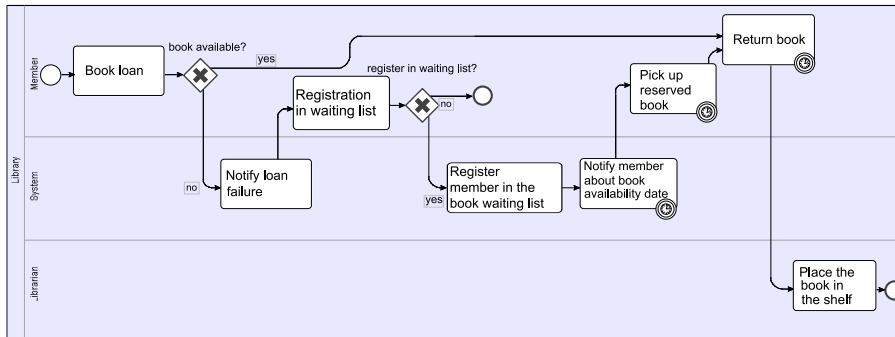 Library
Member
System
Librarian
Book loan
book available?
yes
no
Notify loan
failure
Registration
in waiting list
register in waiting list?
no
yes
Register
member in the
book waiting list
Notify member
about book
availability date
Pick up
reserved
book
Return book
Place the
book in
the shelf